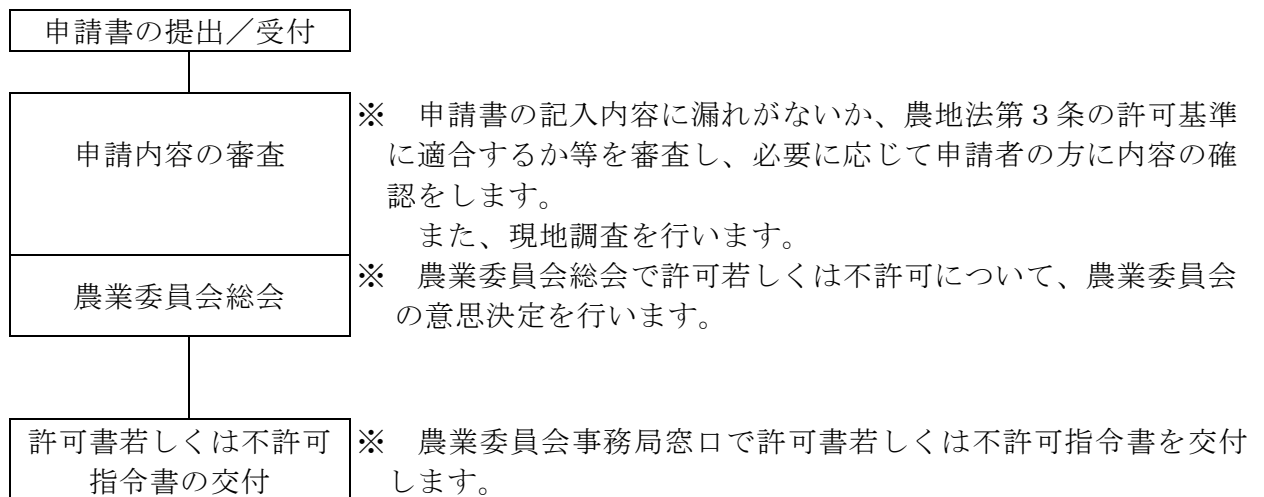 申請書の提出／受付
申請内容の審査
※　申請書の記入内容に漏れがないか、農地法第３条の許可基準
に適合するか等を審査し、必要に応じて申請者の方に内容の確
認をします。
また、現地調査を行います。
農業委員会総会
※　農業委員会総会で許可若しくは不許可について、農業委員会
の意思決定を行います。
許可書若しくは不許可
指令書の交付
※　農業委員会事務局窓口で許可書若しくは不許可指令書を交付
します。